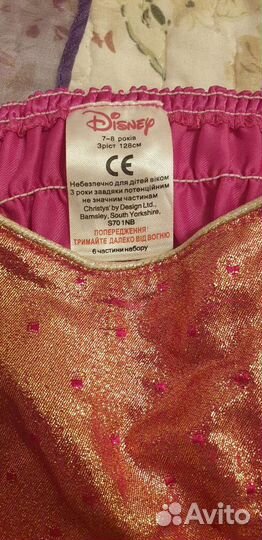 Disney
7-8 років
Зріст 128см
CE
Небезпечно для дітей віком
3 роки завдяки потенційним
не значним частинам
Christys' by Design Ltd.,
Barnsley, South Yorkshire,
S70 1NB
ПОПЕРЕДЖЕННЯ!
ТРИМАЙТЕ ДАЛЕКО ВІД ВОГНЮ
6 частини набору
Avito